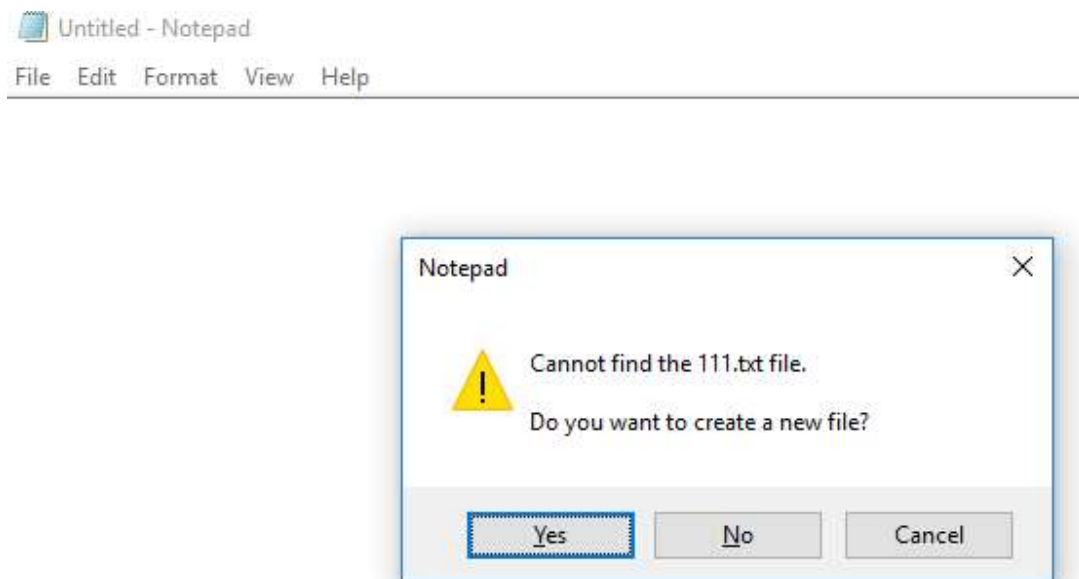 Untitled - Notepad
File Edit Format View Help
Notepad
Cannot find the 111.txt file.
Do you want to create a new file?
Yes No Cancel